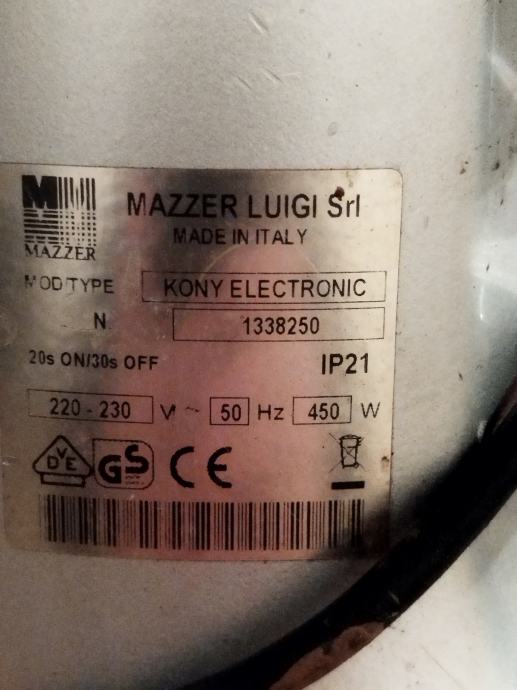 MAZZER LUIGI Srl
MAZZER
MADE IN ITALY
MOD/TYPE KONY ELECTRONIC
N. 1338250
20s ON/30s OFF IP21
220 - 230 V ~ 50 Hz 450 W
DVE GS CE